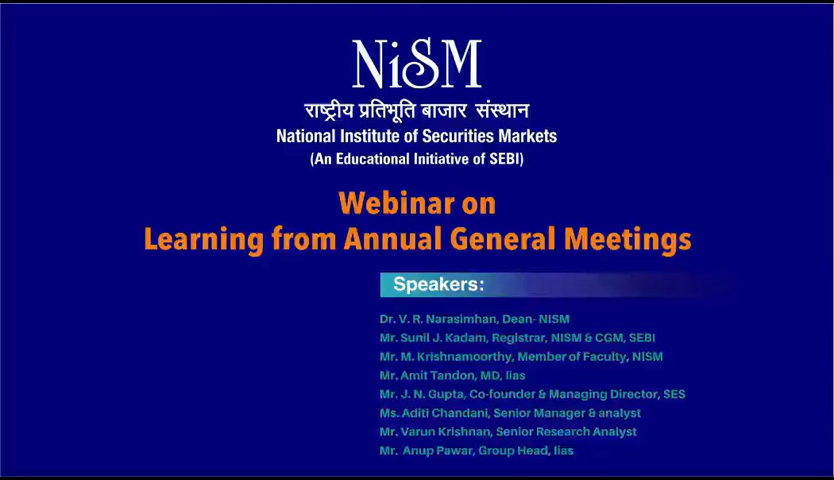 NiSM
राष्ट्रीय प्रतिभूति बाजार संस्थान
National Institute of Securities Markets
(An Educational Initiative of SEBI)
Webinar on
Learning from Annual General Meetings
Speakers:
Dr. V. R. Narasimhan, Dean- NISM
Mr. Sunil J. Kadam, Registrar, NISM & CGM, SEBI
Mr. M. Krishnamoorthy, Member of Faculty, NISM
Mr. Amit Tandon, MD, Iias
Mr. J. N. Gupta, Co-founder & Managing Director, SES
Ms. Aditi Chandani, Senior Manager & analyst
Mr. Varun Krishnan, Senior Research Analyst
Mr. Anup Pawar, Group Head, Iias